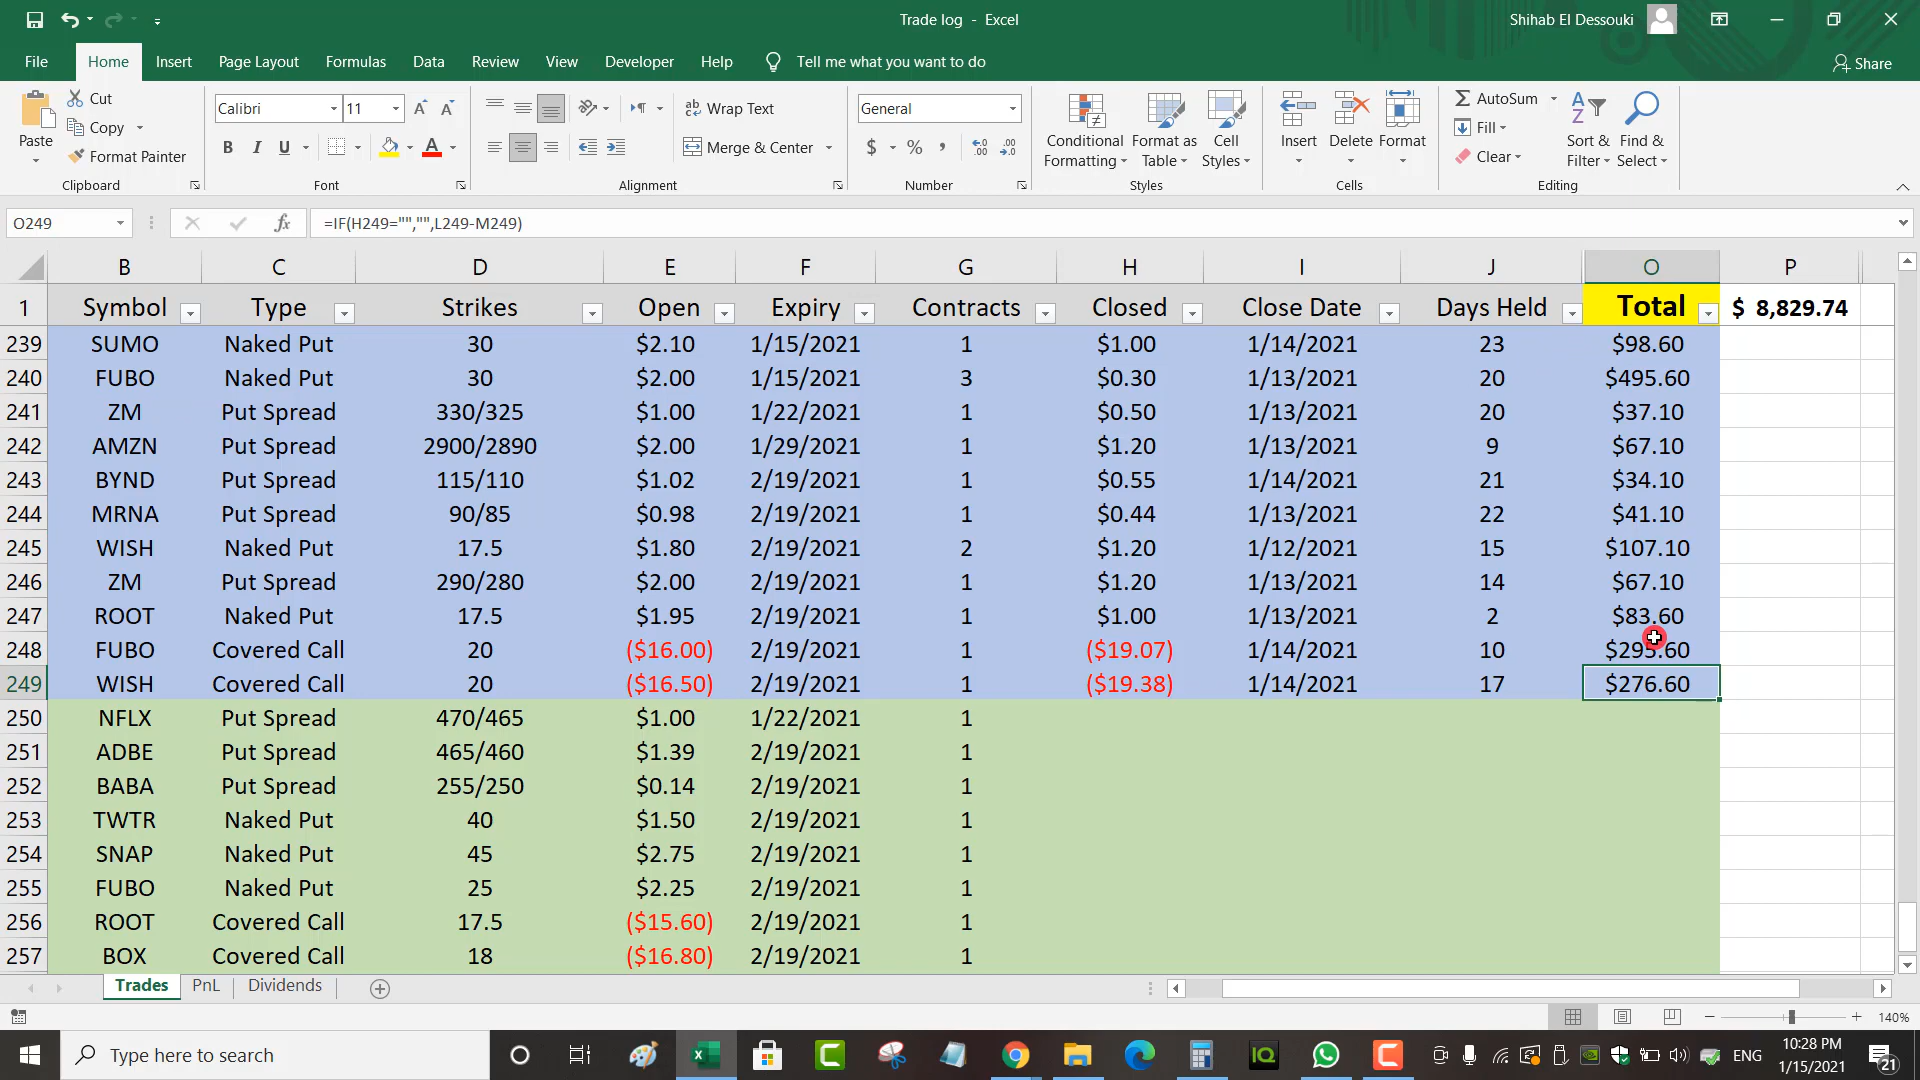 Trade log - Excel
Shihab El Dessouki
File Home Insert Page Layout Formulas Data Review View Developer Help Tell me what you want to do Share
Paste
Cut
Copy
Format Painter
Clipboard
Calibri 11
B I U A
Font
ab Wrap Text
Merge & Center
Alignment
General
$ % ,
Number
Conditional Formatting
Format as Table
Cell Styles
Styles
Insert Delete Format
Cells
AutoSum
Fill
Clear
Sort & Filter
Find & Select
Editing
O249 fx =IF(H249="","",L249-M249)
B C D E F G H I J O P
1 Symbol Type Strikes Open Expiry Contracts Closed Close Date Days Held Total $ 8,829.74
239 SUMO Naked Put 30 $2.10 1/15/2021 1 $1.00 1/14/2021 23 $98.60
240 FUBO Naked Put 30 $2.00 1/15/2021 3 $0.30 1/13/2021 20 $495.60
241 ZM Put Spread 330/325 $1.00 1/22/2021 1 $0.50 1/13/2021 20 $37.10
242 AMZN Put Spread 2900/2890 $2.00 1/29/2021 1 $1.20 1/13/2021 9 $67.10
243 BYND Put Spread 115/110 $1.02 2/19/2021 1 $0.55 1/14/2021 21 $34.10
244 MRNA Put Spread 90/85 $0.98 2/19/2021 1 $0.44 1/13/2021 22 $41.10
245 WISH Naked Put 17.5 $1.80 2/19/2021 2 $1.20 1/12/2021 15 $107.10
246 ZM Put Spread 290/280 $2.00 2/19/2021 1 $1.20 1/13/2021 14 $67.10
247 ROOT Naked Put 17.5 $1.95 2/19/2021 1 $1.00 1/13/2021 2 $83.60
248 FUBO Covered Call 20 ($16.00) 2/19/2021 1 ($19.07) 1/14/2021 10 $295.60
249 WISH Covered Call 20 ($16.50) 2/19/2021 1 ($19.38) 1/14/2021 17 $276.60
250 NFLX Put Spread 470/465 $1.00 1/22/2021 1
251 ADBE Put Spread 465/460 $1.39 2/19/2021 1
252 BABA Put Spread 255/250 $0.14 2/19/2021 1
253 TWTR Naked Put 40 $1.50 2/19/2021 1
254 SNAP Naked Put 45 $2.75 2/19/2021 1
255 FUBO Naked Put 25 $2.25 2/19/2021 1
256 ROOT Covered Call 17.5 ($15.60) 2/19/2021 1
257 BOX Covered Call 18 ($16.80) 2/19/2021 1
Trades PnL Dividends
140%
Type here to search
ENG
10:28 PM
1/15/2021
21